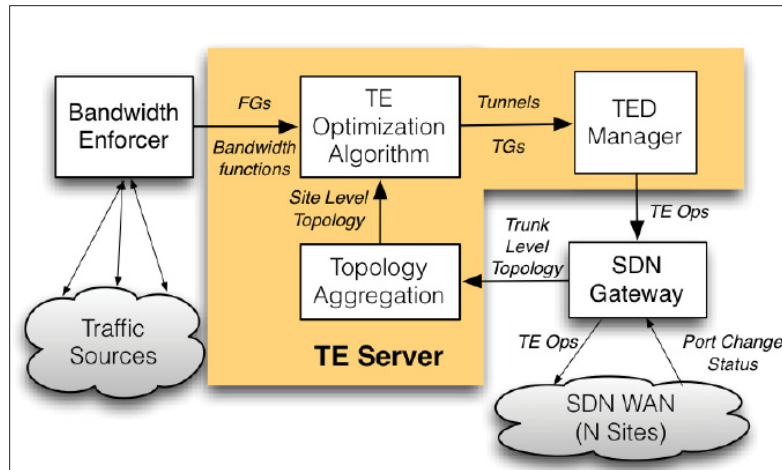 Bandwidth
Enforcer
FGs
Bandwidth
functions
TE
Optimization
Algorithm
Tunnels
TGs
TED
Manager
Site Level
Topology
TE Ops
Trunk
Level
Topology
Topology
Aggregation
SDN
Gateway
Traffic
Sources
TE Server
TE Ops
Port Change
Status
SDN WAN
(N Sites)